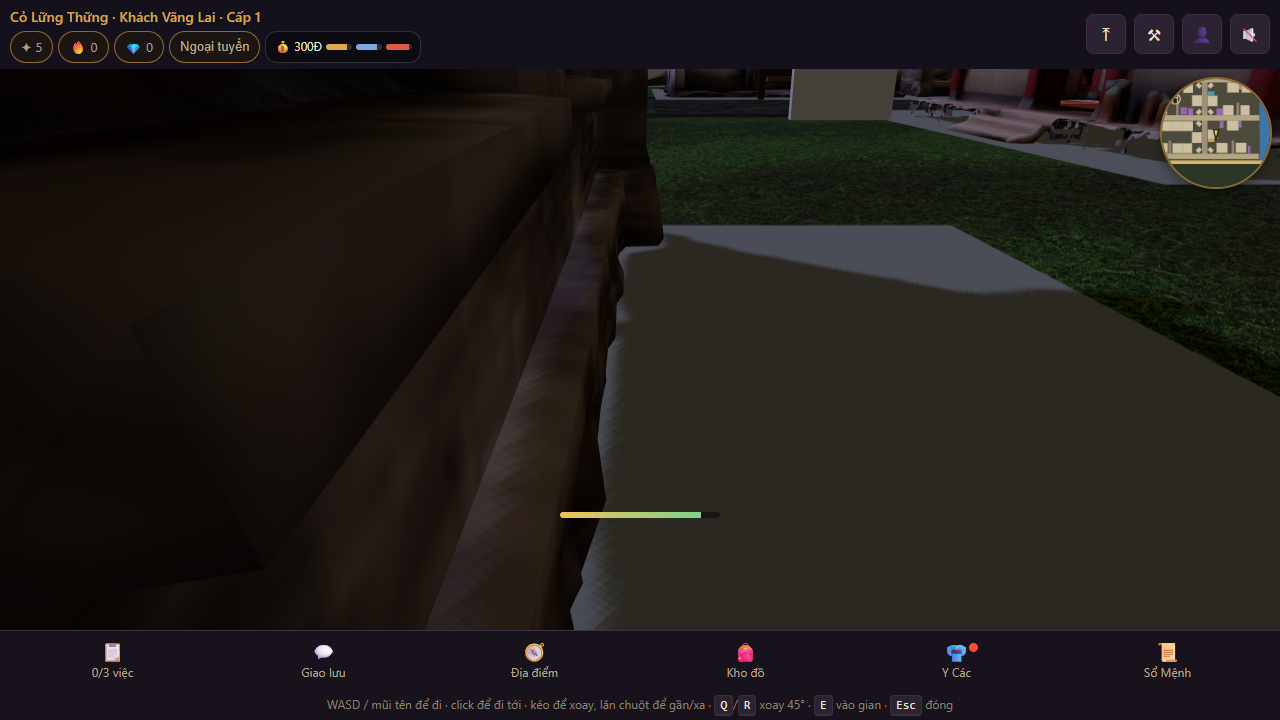 Cỏ Lững Thững · Khách Vãng Lai · Cấp 1
5
0
0
Ngoại tuyến
300Đ
0/3 việc
Giao lưu
Địa điểm
Kho đồ
Y Các
Sổ Mệnh
WASD / mũi tên để đi · click để đi tới · kéo để xoay, lăn chuột để gần/xa · Q/R xoay 45° · E vào gian · Esc đóng